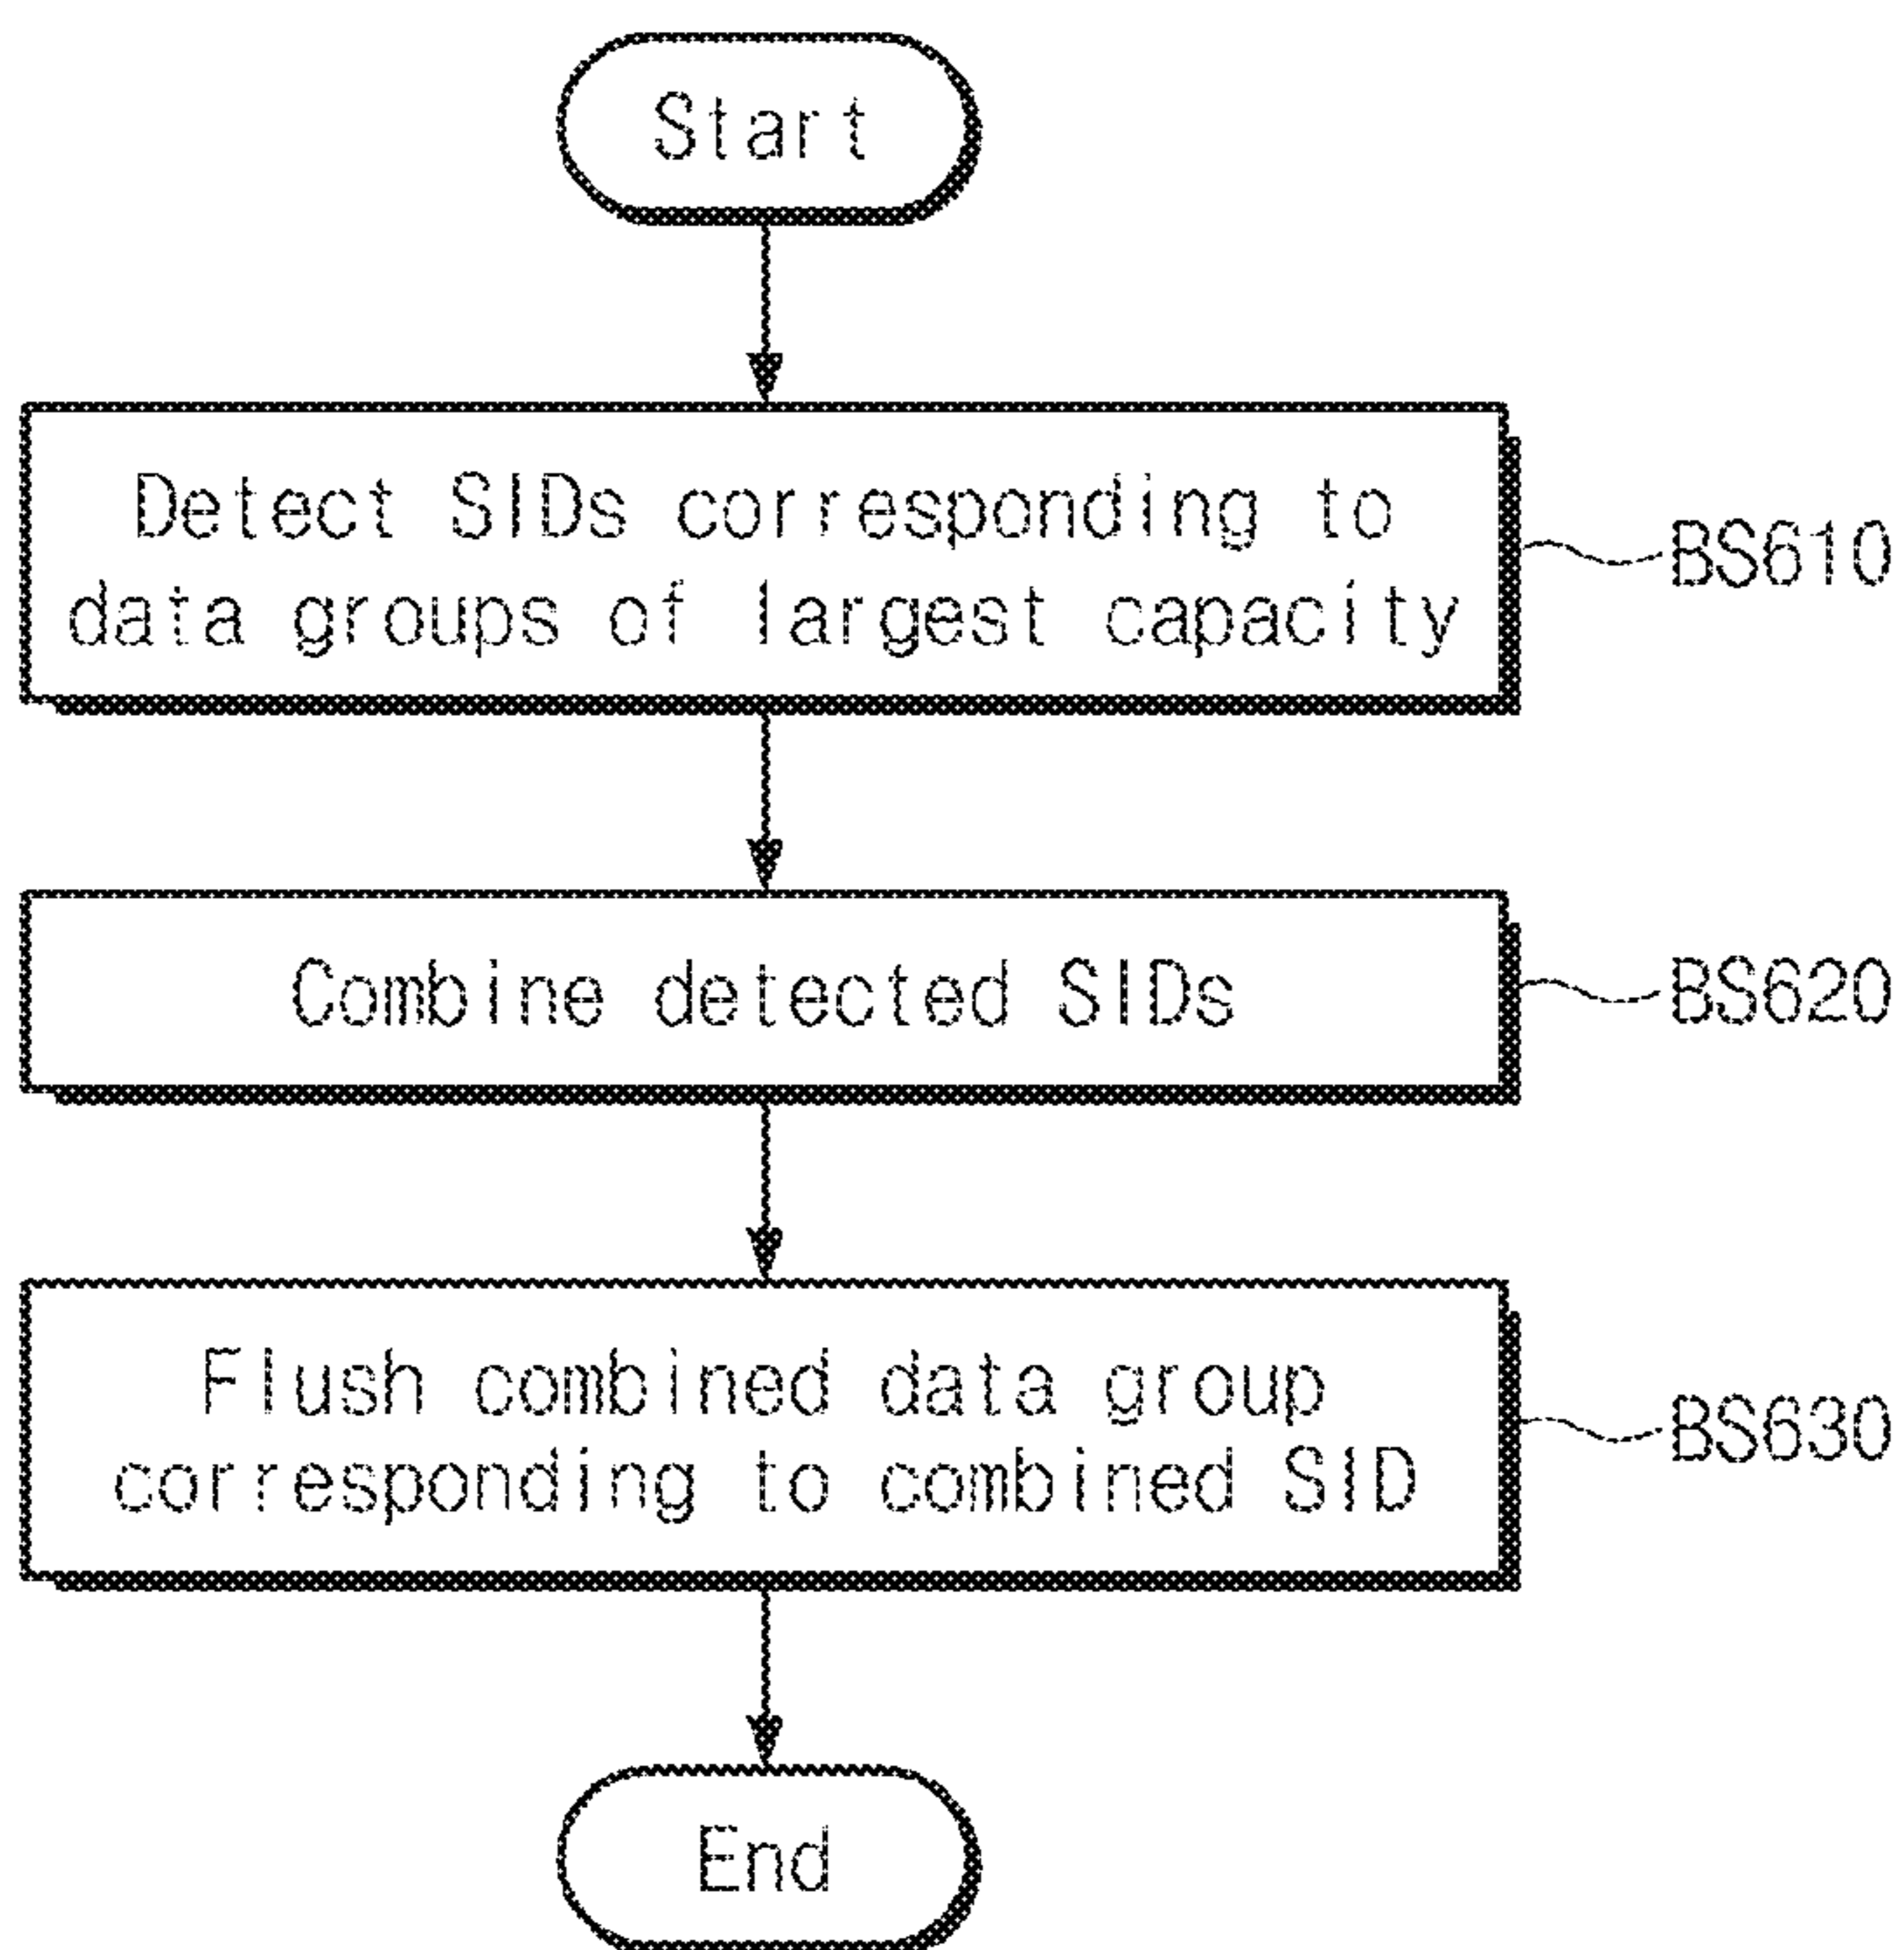 Start
Detect SIDs corresponding to
data groups of largest capacity
BS610
Combine detected SIDs
BS620
Flush combined data group
corresponding to combined SID
BS630
End